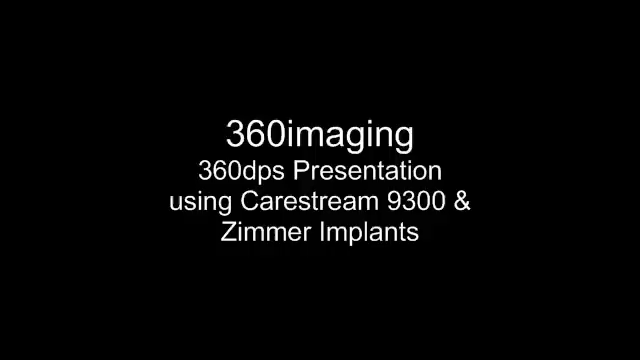 360imaging
360dps Presentation
using Carestream 9300 &
Zimmer Implants